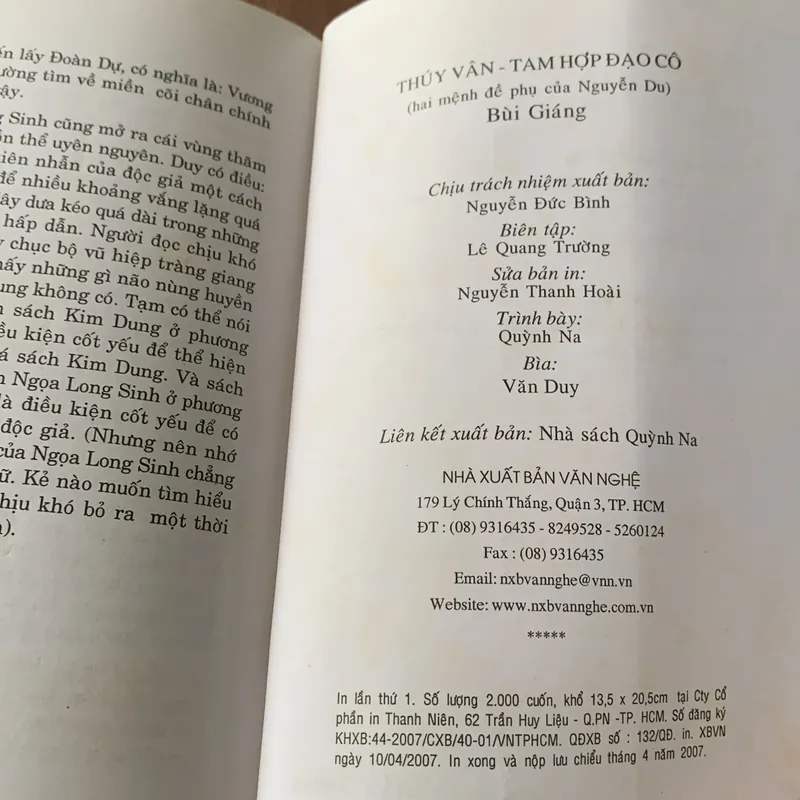 ến lấy Đoàn Dự, có nghĩa là: Vương
ường tìm về miền cõi chân chính
ậy.
g Sinh cũng mở ra cái vùng thăm
ần thể uyên nguyên. Duy có điều:
iên nhẫn của độc giả một cách
để nhiều khoảng vắng lặng quá
ây dưa kéo quá dài trong những
hấp dẫn. Người đọc chịu khó
y chục bộ vũ hiệp tràng giang
hấy những gì não nùng huyền
ung không có. Tạm có thể nói
n sách Kim Dung ở phương
ều kiện cốt yếu để thể hiện
á sách Kim Dung. Và sách
n Ngọa Long Sinh ở phương
à điều kiện cốt yếu để có
độc giả. (Nhưng nên nhớ
của Ngọa Long Sinh chẳng
ữ. Kẻ nào muốn tìm hiểu
hịu khó bỏ ra một thời
n).
THÚY VÂN - TAM HỢP ĐẠO CÔ
(hai mệnh đề phụ của Nguyễn Du)
Bùi Giáng
Chịu trách nhiệm xuất bản:
Nguyễn Đức Bình
Biên tập:
Lê Quang Trường
Sửa bản in:
Nguyễn Thanh Hoài
Trình bày:
Quỳnh Na
Bìa:
Văn Duy
Liên kết xuất bản: Nhà sách Quỳnh Na
NHÀ XUẤT BẢN VĂN NGHỆ
179 Lý Chính Thắng, Quận 3, TP. HCM
ĐT : (08) 9316435 - 8249528 - 5260124
Fax : (08) 9316435
Email: nxbvannghe@vnn.vn
Website: www.nxbvannghe.com.vn
*****
In lần thứ 1. Số lượng 2.000 cuốn, khổ 13,5 x 20,5cm tại Cty Cổ
phần in Thanh Niên, 62 Trần Huy Liệu - Q.PN -TP. HCM. Số đăng ký
KHXB:44-2007/CXB/40-01/VNTPHCM. QĐXB số : 132/QĐ. in. XBVN
ngày 10/04/2007. In xong và nộp lưu chiểu tháng 4 năm 2007.